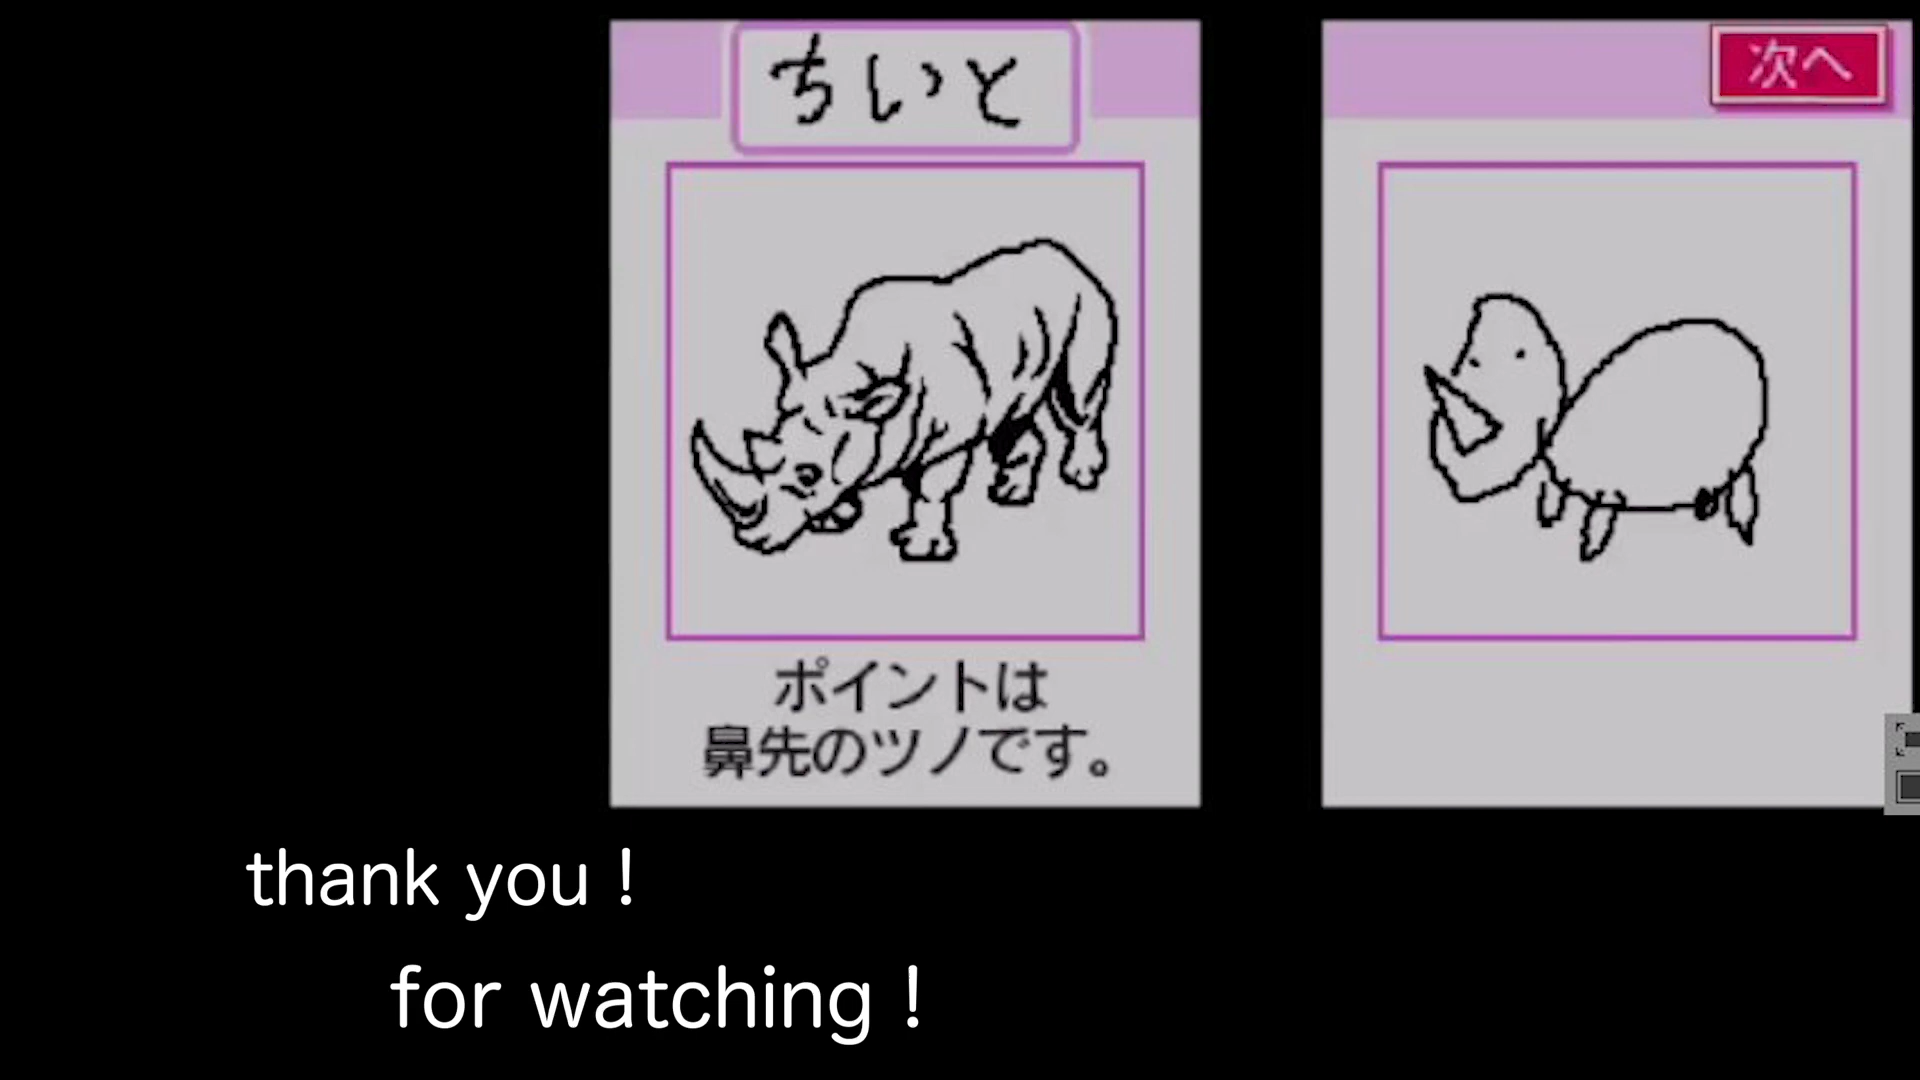 ちいと
次へ
ポイントは
鼻先のツノです。
thank you !
for watching !